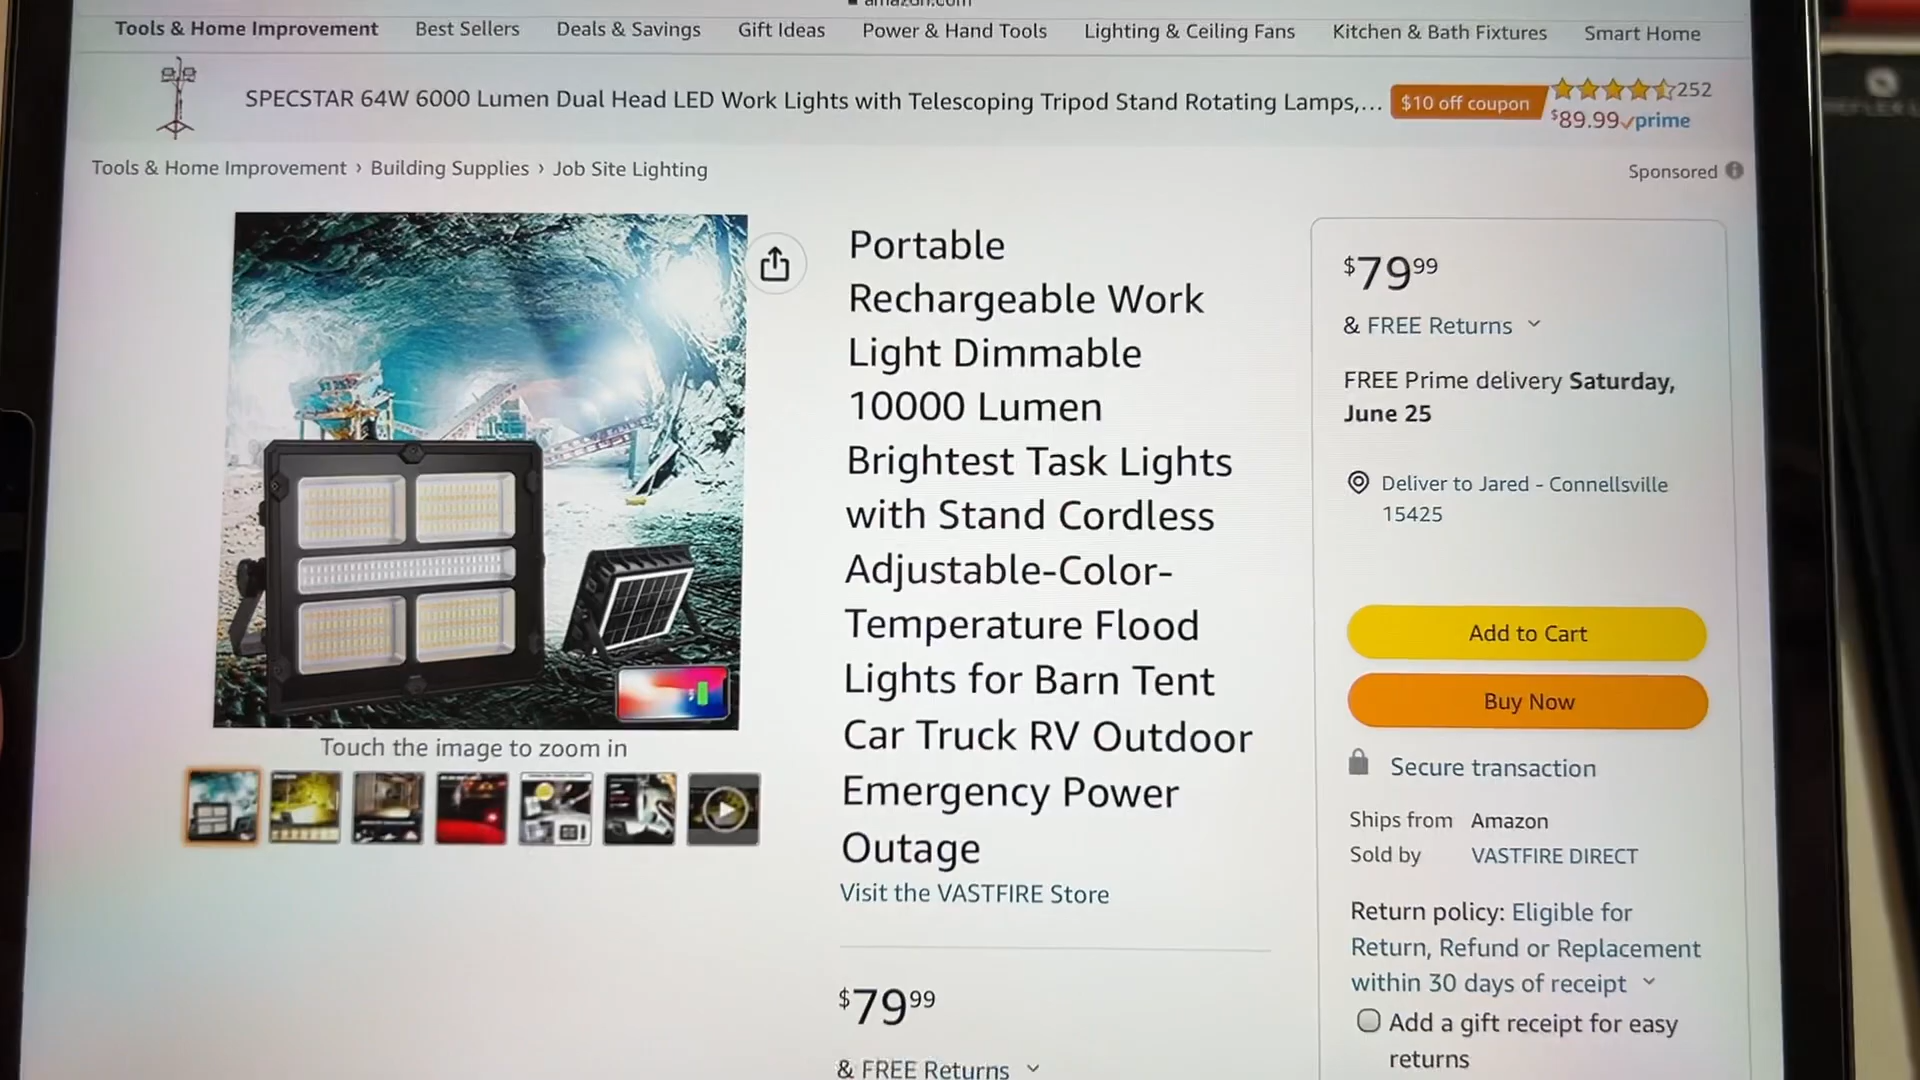 amazon.com
Tools & Home Improvement Best Sellers Deals & Savings Gift Ideas Power & Hand Tools Lighting & Ceiling Fans Kitchen & Bath Fixtures Smart Home
SPECSTAR 64W 6000 Lumen Dual Head LED Work Lights with Telescoping Tripod Stand Rotating Lamps,... $10 off coupon 252
$89.99 prime
Tools & Home Improvement › Building Supplies › Job Site Lighting
Sponsored
Portable
Rechargeable Work
Light Dimmable
10000 Lumen
Brightest Task Lights
with Stand Cordless
Adjustable-Color-
Temperature Flood
Lights for Barn Tent
Car Truck RV Outdoor
Emergency Power
Outage
Visit the VASTFIRE Store
$79 99
& FREE Returns
Touch the image to zoom in
$79 99
& FREE Returns
FREE Prime delivery Saturday,
June 25
Deliver to Jared - Connellsville
15425
Add to Cart
Buy Now
Secure transaction
Ships from Amazon
Sold by VASTFIRE DIRECT
Return policy: Eligible for
Return, Refund or Replacement
within 30 days of receipt
Add a gift receipt for easy
returns